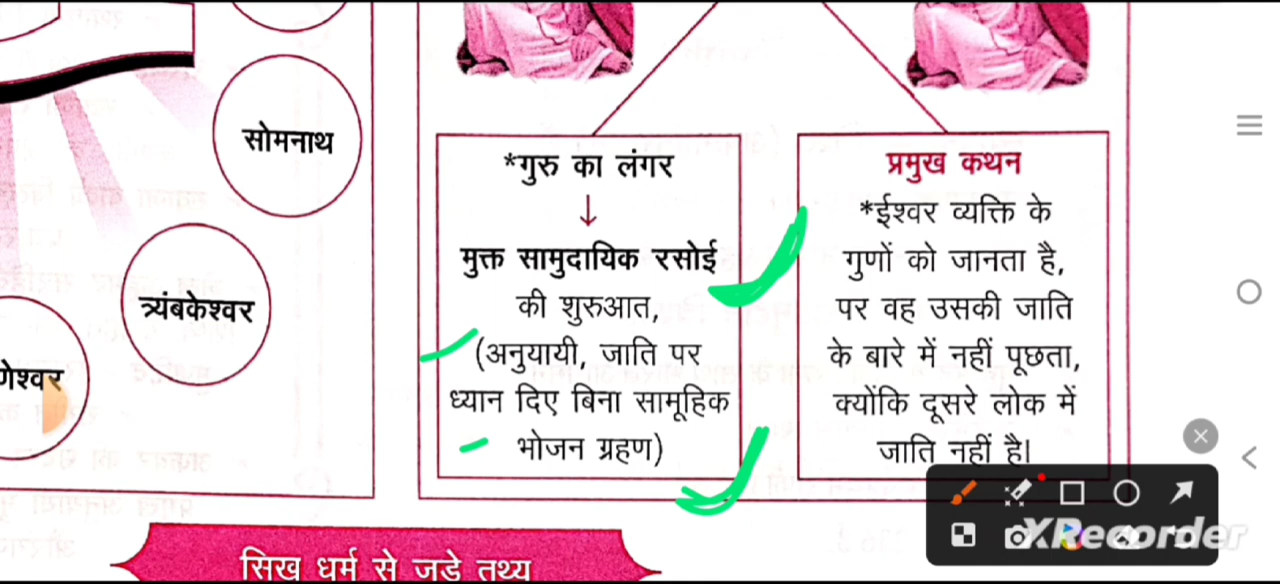 सोमनाथ
त्र्यंबकेश्वर
णेश्वर
*गुरु का लंगर
↓
मुक्त सामुदायिक रसोई
की शुरुआत,
(अनुयायी, जाति पर
ध्यान दिए बिना सामूहिक
भोजन ग्रहण)
प्रमुख कथन
*ईश्वर व्यक्ति के
गुणों को जानता है,
पर वह उसकी जाति
के बारे में नहीं पूछता,
क्योंकि दूसरे लोक में
जाति नहीं है।
सिख धर्म से जुड़े तथ्य
XRecorder